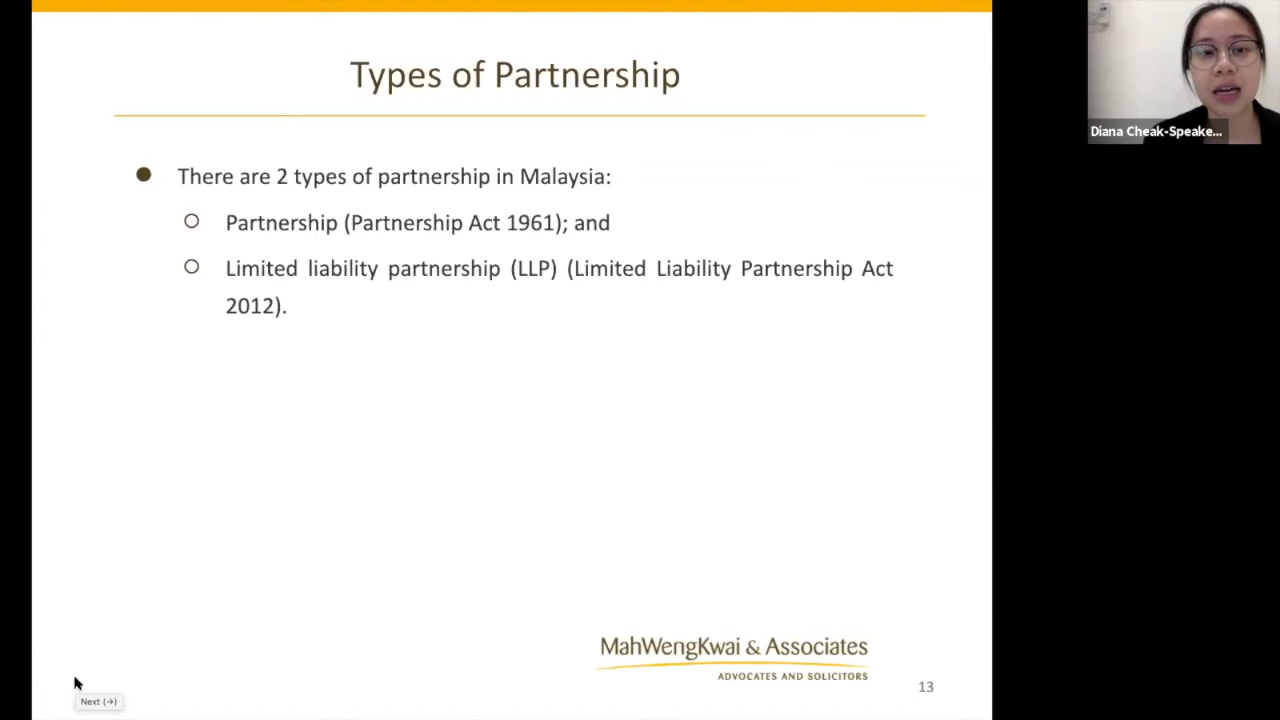 Types of Partnership
There are 2 types of partnership in Malaysia:
Partnership (Partnership Act 1961); and
Limited liability partnership (LLP) (Limited Liability Partnership Act
2012).
MahWengKwai & Associates
ADVOCATES AND SOLICITORS
13
Next (→)
Diana Cheak-Speake...